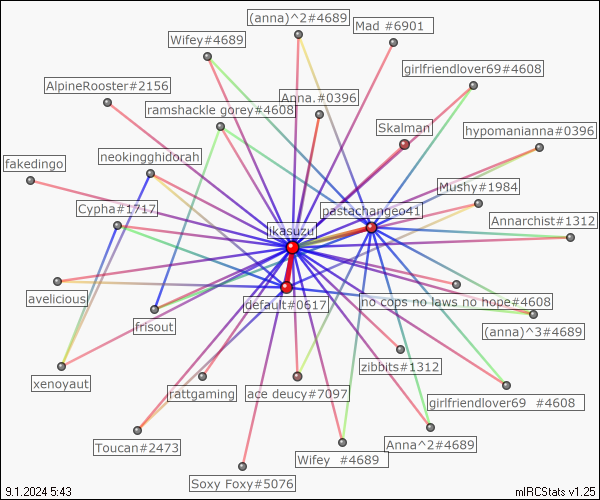 (anna)^2#4689
Mad #6901
Wifey#4689
girlfriendlover69#4608
AlpineRooster#2156
Anna.#0396
ramshackle gorey#4608
Skalman
hypomanianna#0396
neokingghidorah
fakedingo
Mushy#1984
Cypha#1717
pastachangeo41
Annarchist#1312
jkasuzu
avelicious
default#0617
no cops no laws no hope#4608
frisout
(anna)^3#4689
zibbits#1312
xenoyaut
rattgaming
ace deucy#7097
girlfriendlover69 #4608
Toucan#2473
Anna^2#4689
Wifey #4689
Soxy Foxy#5076
9.1.2024 5:43
mIRCStats v1.25